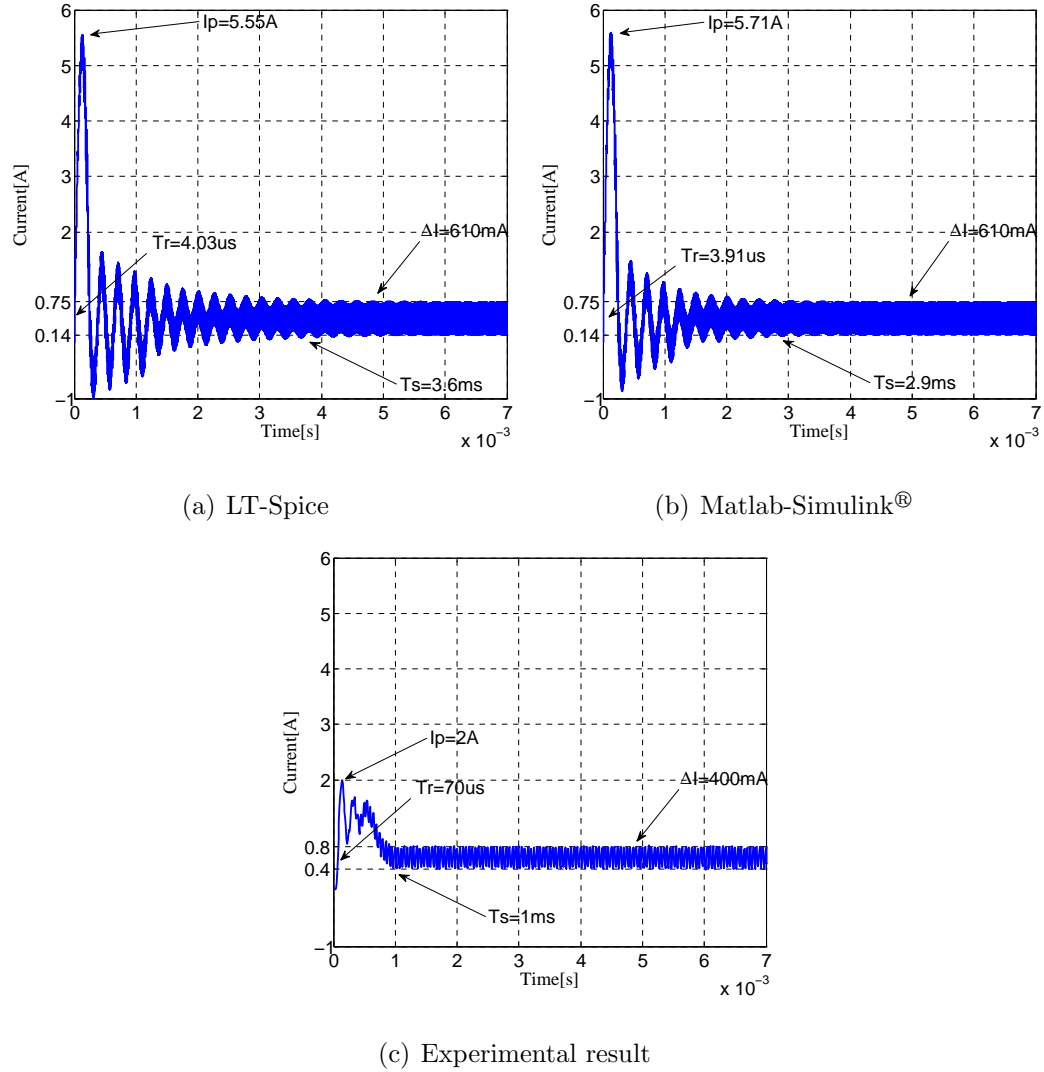 6
5
4
3
2
0.75
0.14
−1
Current[A]
Ip=5.55A
Tr=4.03us
ΔI=610mA
Ts=3.6ms
0 1 2 3 4 5 6 7
Time[s]
x 10⁻³
(a) LT-Spice
6
5
4
3
2
0.75
0.14
−1
Current[A]
Ip=5.71A
Tr=3.91us
ΔI=610mA
Ts=2.9ms
0 1 2 3 4 5 6 7
Time[s]
x 10⁻³
(b) Matlab-Simulink®
6
5
4
3
2
0.8
0.4
−1
Current[A]
Ip=2A
Tr=70us
ΔI=400mA
Ts=1ms
0 1 2 3 4 5 6 7
Time[s]
x 10⁻³
(c) Experimental result